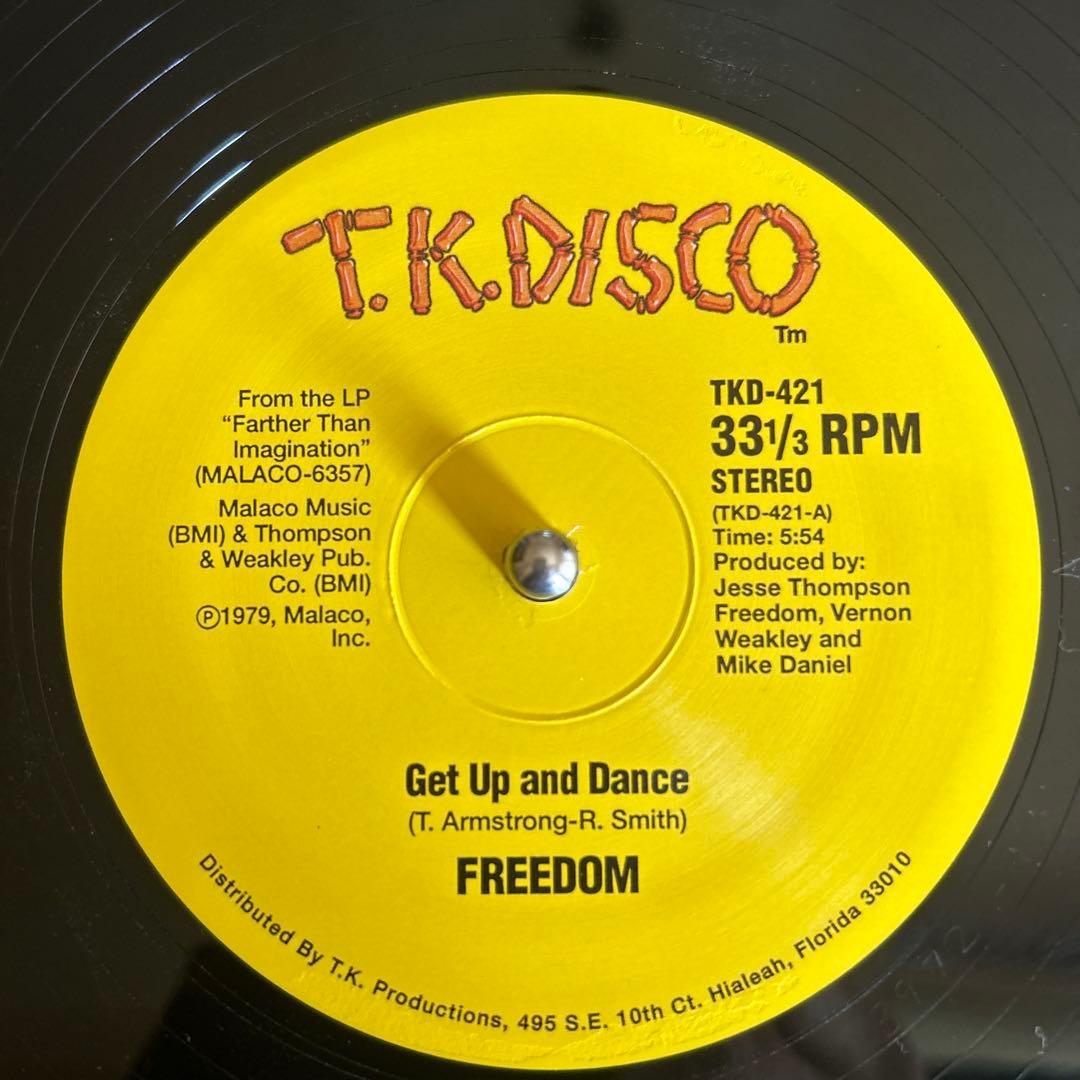 T.K. DISCO
Tm
From the LP
“Farther Than
Imagination”
(MALACO-6357)
Malaco Music
(BMI) & Thompson
& Weakley Pub.
Co. (BMI)
Ⓟ1979, Malaco,
Inc.
TKD-421
33 1/3 RPM
STEREO
(TKD-421-A)
Time: 5:54
Produced by:
Jesse Thompson
Freedom, Vernon
Weakley and
Mike Daniel
Get Up and Dance
(T. Armstrong-R. Smith)
FREEDOM
Distributed By T.K. Productions, 495 S.E. 10th Ct. Hialeah, Florida 33010